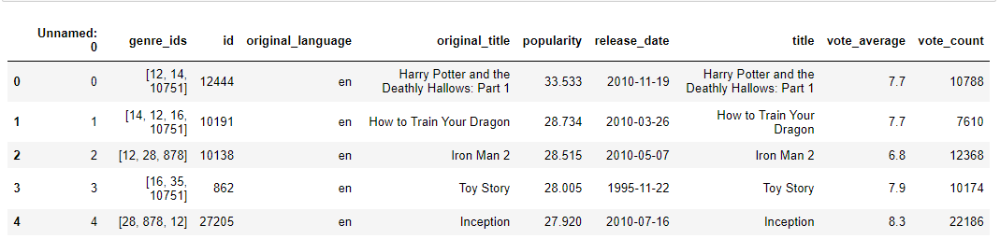 Unnamed: 0 genre_ids id original_language original_title popularity release_date title vote_average vote_count
0 0 [12, 14, 10751] 12444 en Harry Potter and the Deathly Hallows: Part 1 33.533 2010-11-19 Harry Potter and the Deathly Hallows: Part 1 7.7 10788
1 1 [14, 12, 16, 10751] 10191 en How to Train Your Dragon 28.734 2010-03-26 How to Train Your Dragon 7.7 7610
2 2 [12, 28, 878] 10138 en Iron Man 2 28.515 2010-05-07 Iron Man 2 6.8 12368
3 3 [16, 35, 10751] 862 en Toy Story 28.005 1995-11-22 Toy Story 7.9 10174
4 4 [28, 878, 12] 27205 en Inception 27.920 2010-07-16 Inception 8.3 22186